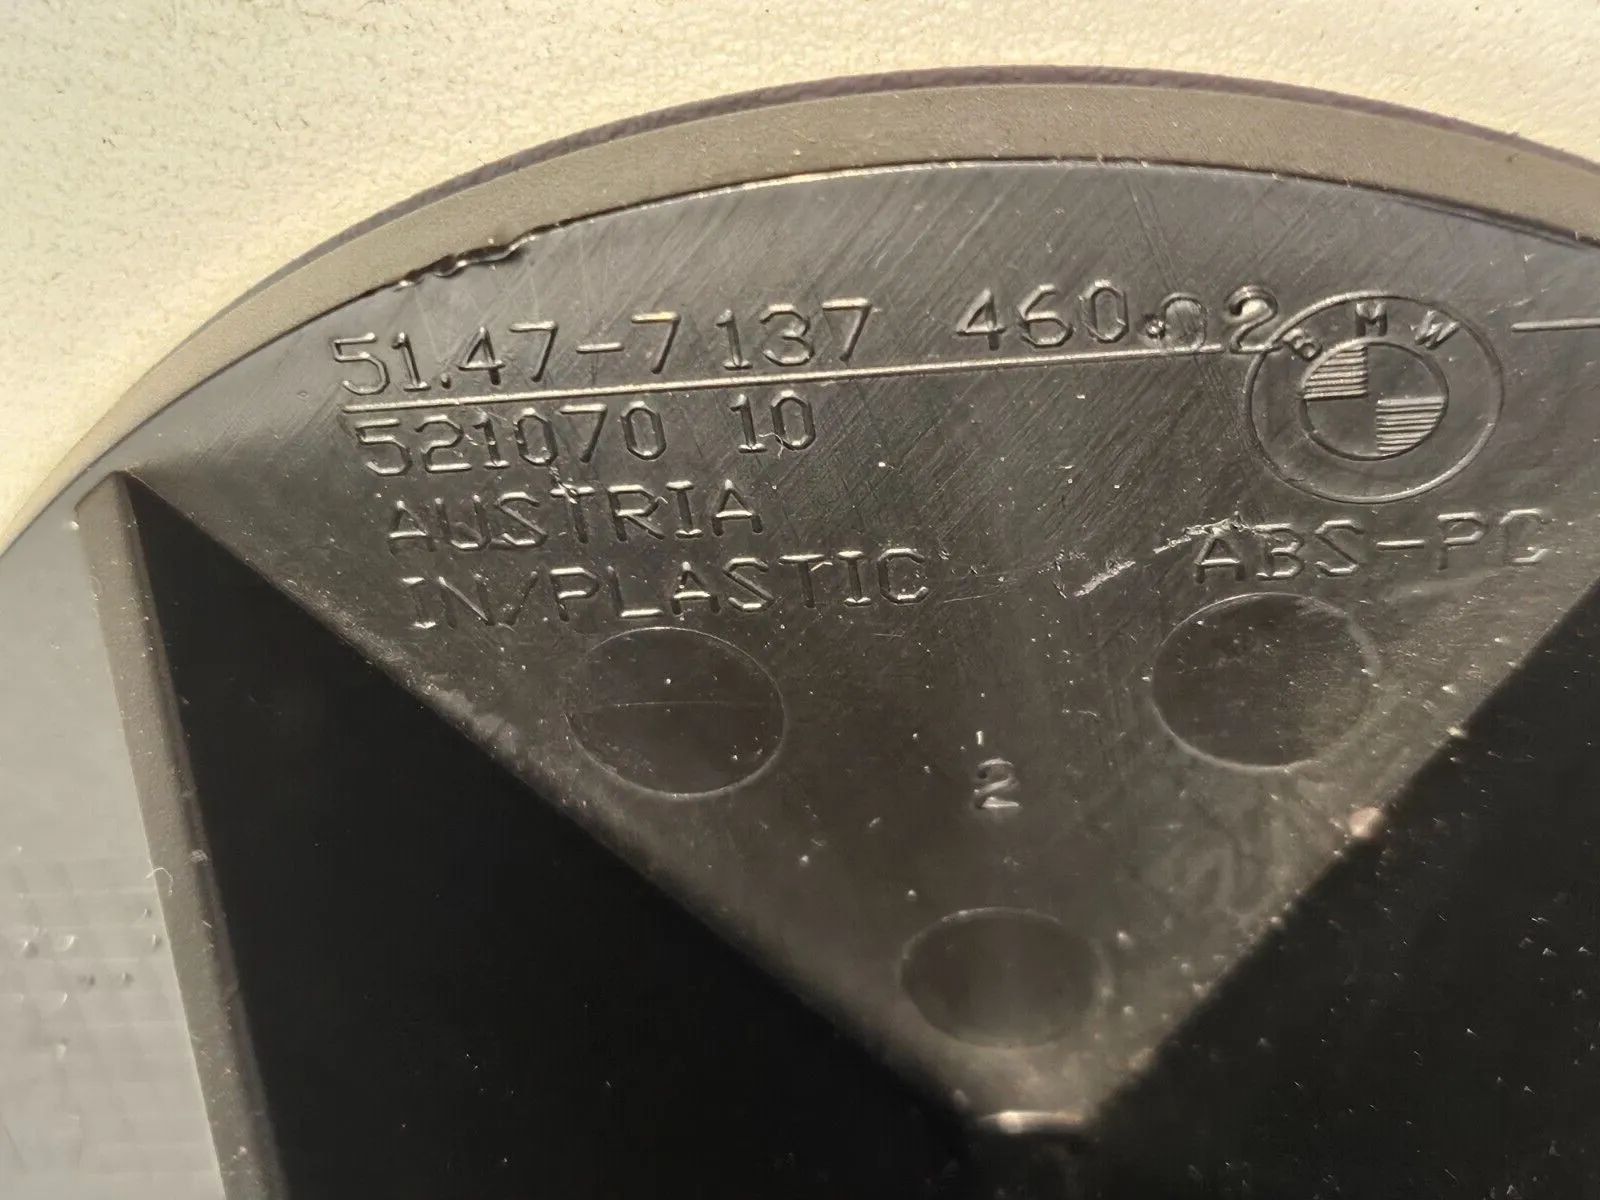 51.47-7 137 460.02
BMW
521070 10
AUSTRIA
IN/PLASTIC
ABS-PC
2